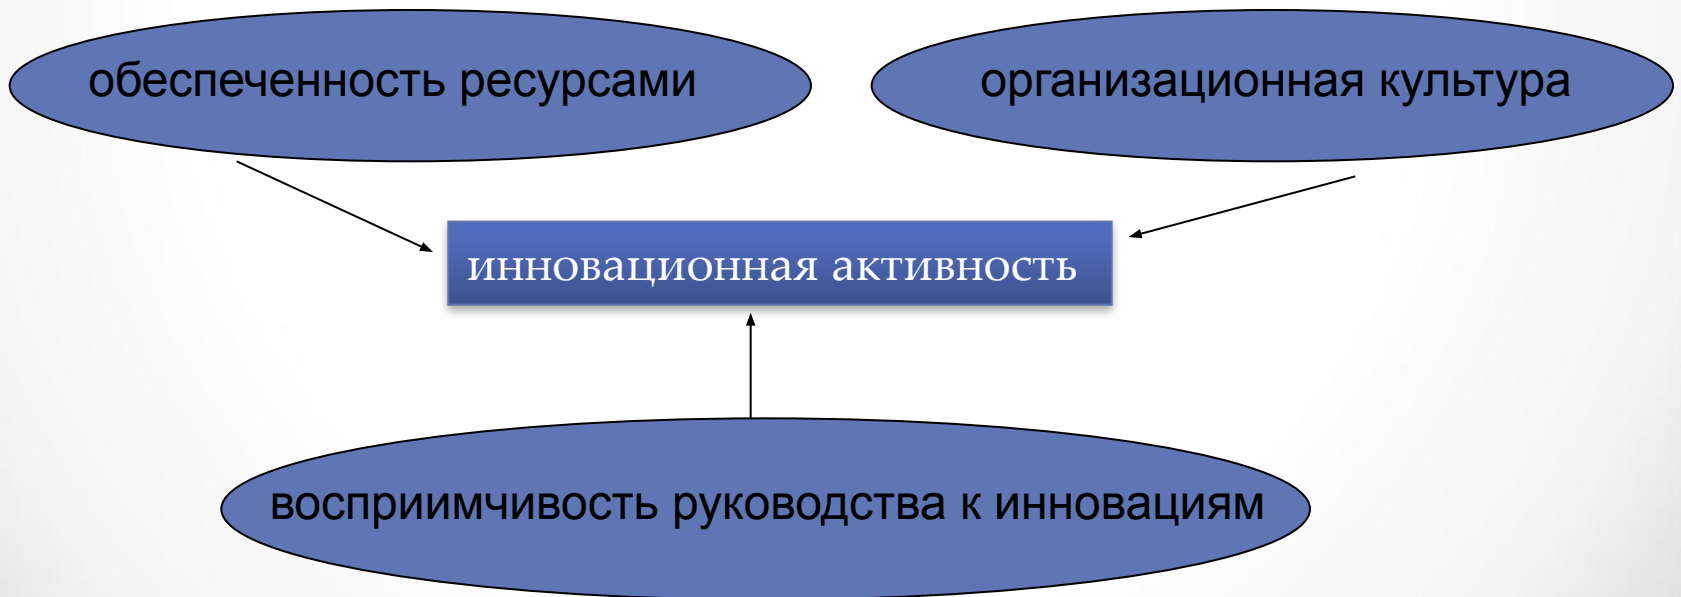 обеспеченность ресурсами
организационная культура
инновационная активность
восприимчивость руководства к инновациям